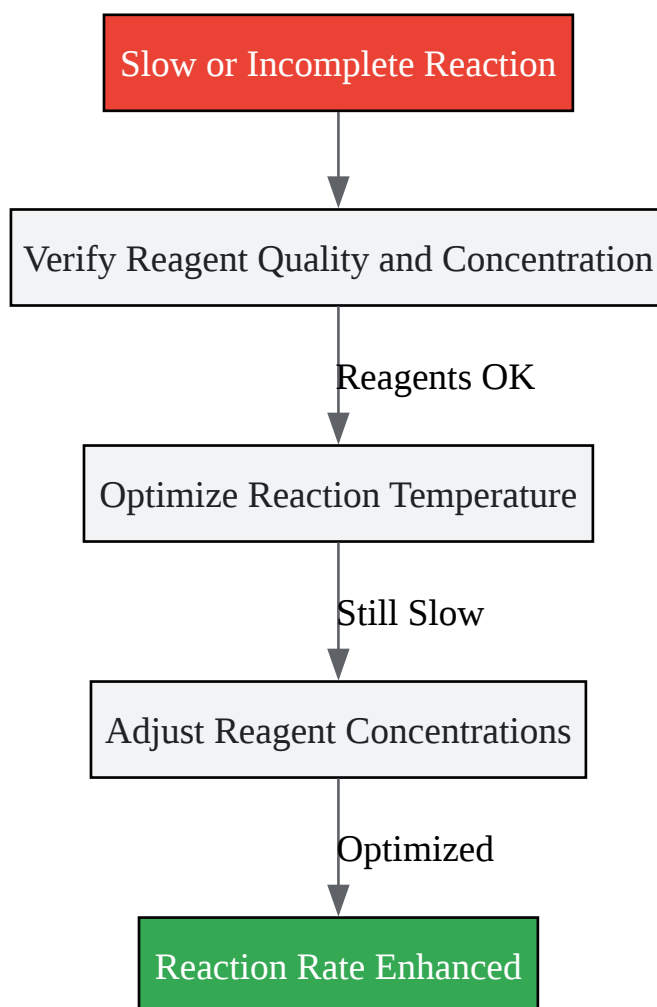 Slow or Incomplete Reaction
Verify Reagent Quality and Concentration
Reagents OK
Optimize Reaction Temperature
Still Slow
Adjust Reagent Concentrations
Optimized
Reaction Rate Enhanced